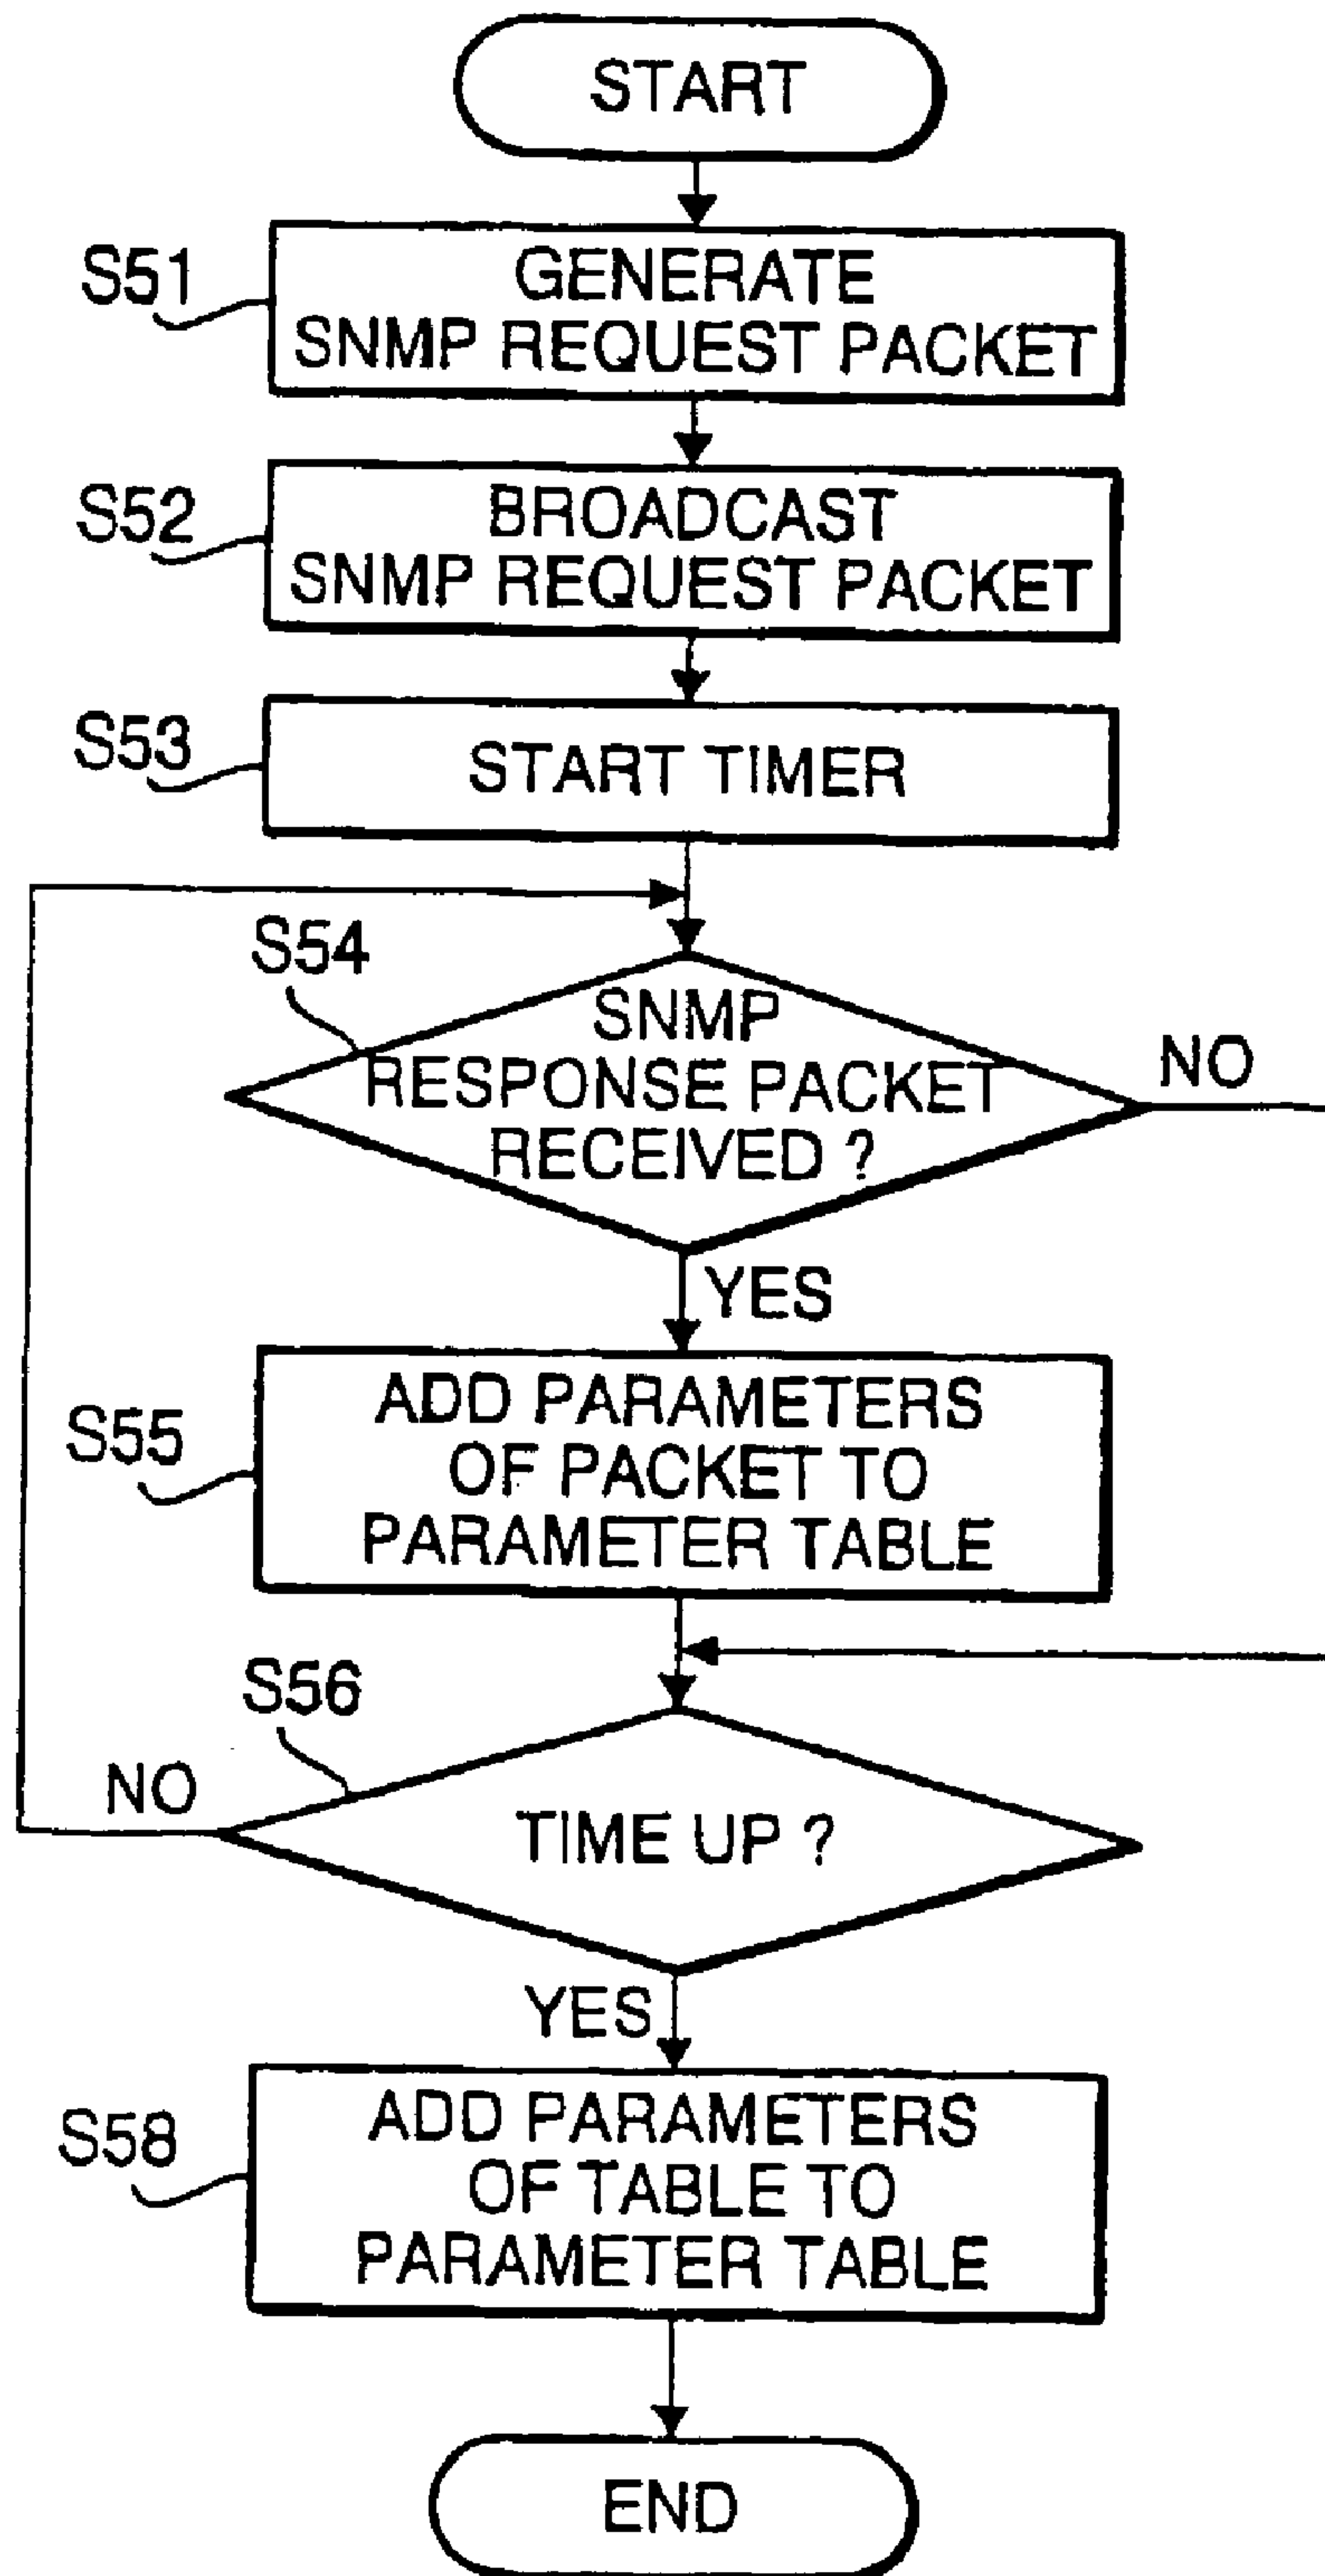 START
S51
GENERATE
SNMP REQUEST PACKET
S52
BROADCAST
SNMP REQUEST PACKET
S53
START TIMER
S54
SNMP
RESPONSE PACKET
RECEIVED ?
NO
YES
S55
ADD PARAMETERS
OF PACKET TO
PARAMETER TABLE
S56
NO
TIME UP ?
YES
S58
ADD PARAMETERS
OF TABLE TO
PARAMETER TABLE
END